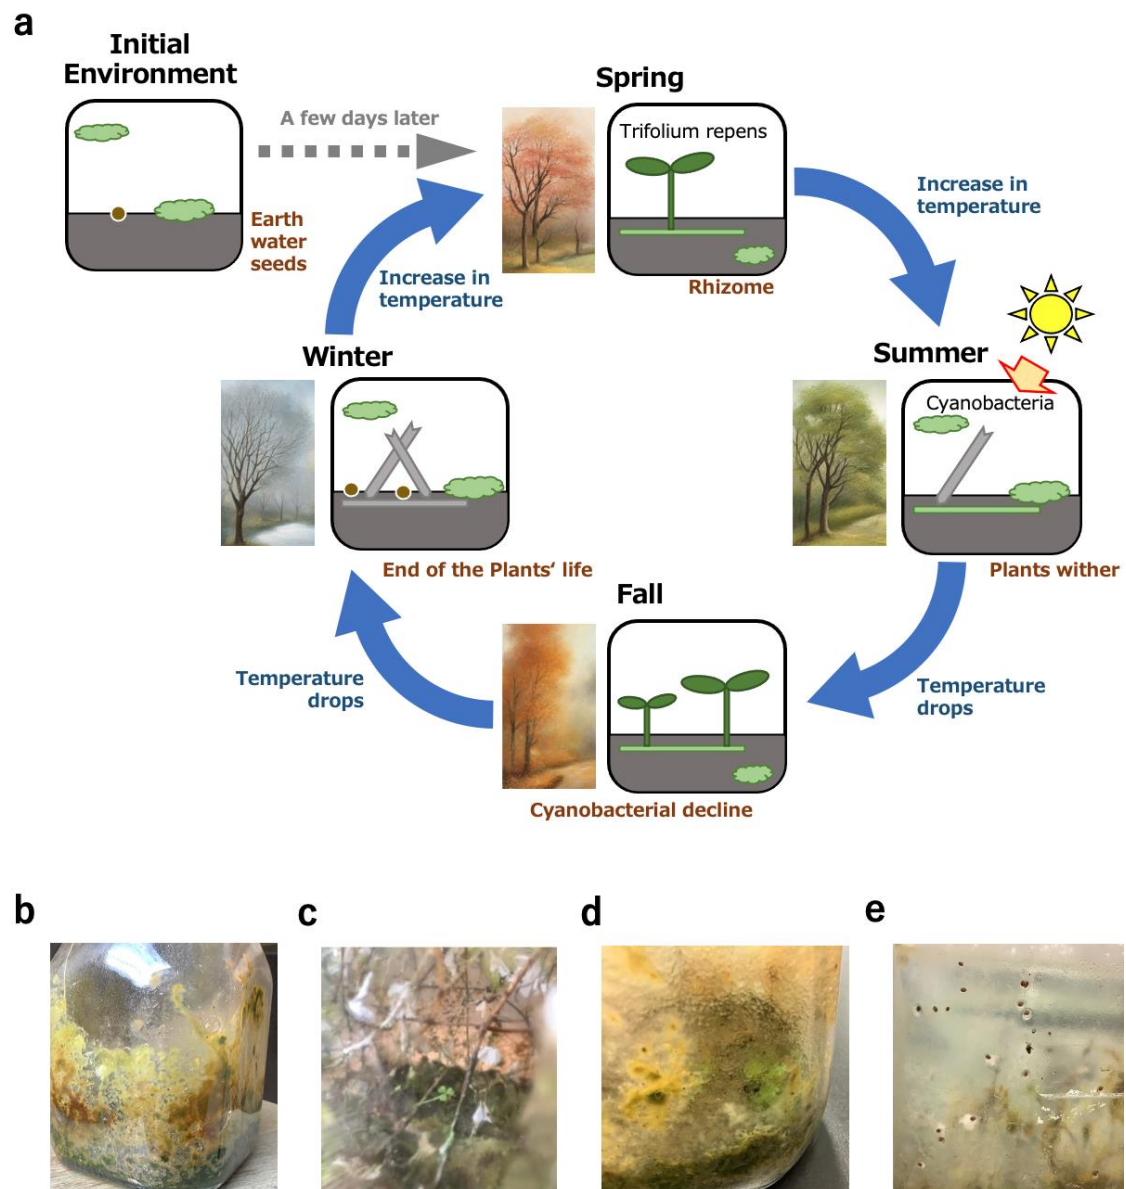 a
Initial
Environment
A few days later
Earth
water
seeds
Spring
Trifolium repens
Rhizome
Increase in
temperature
Increase in
temperature
Winter
End of the Plants‘ life
Summer
Cyanobacteria
Plants wither
Fall
Cyanobacterial decline
Temperature
drops
Temperature
drops
b
c
d
e